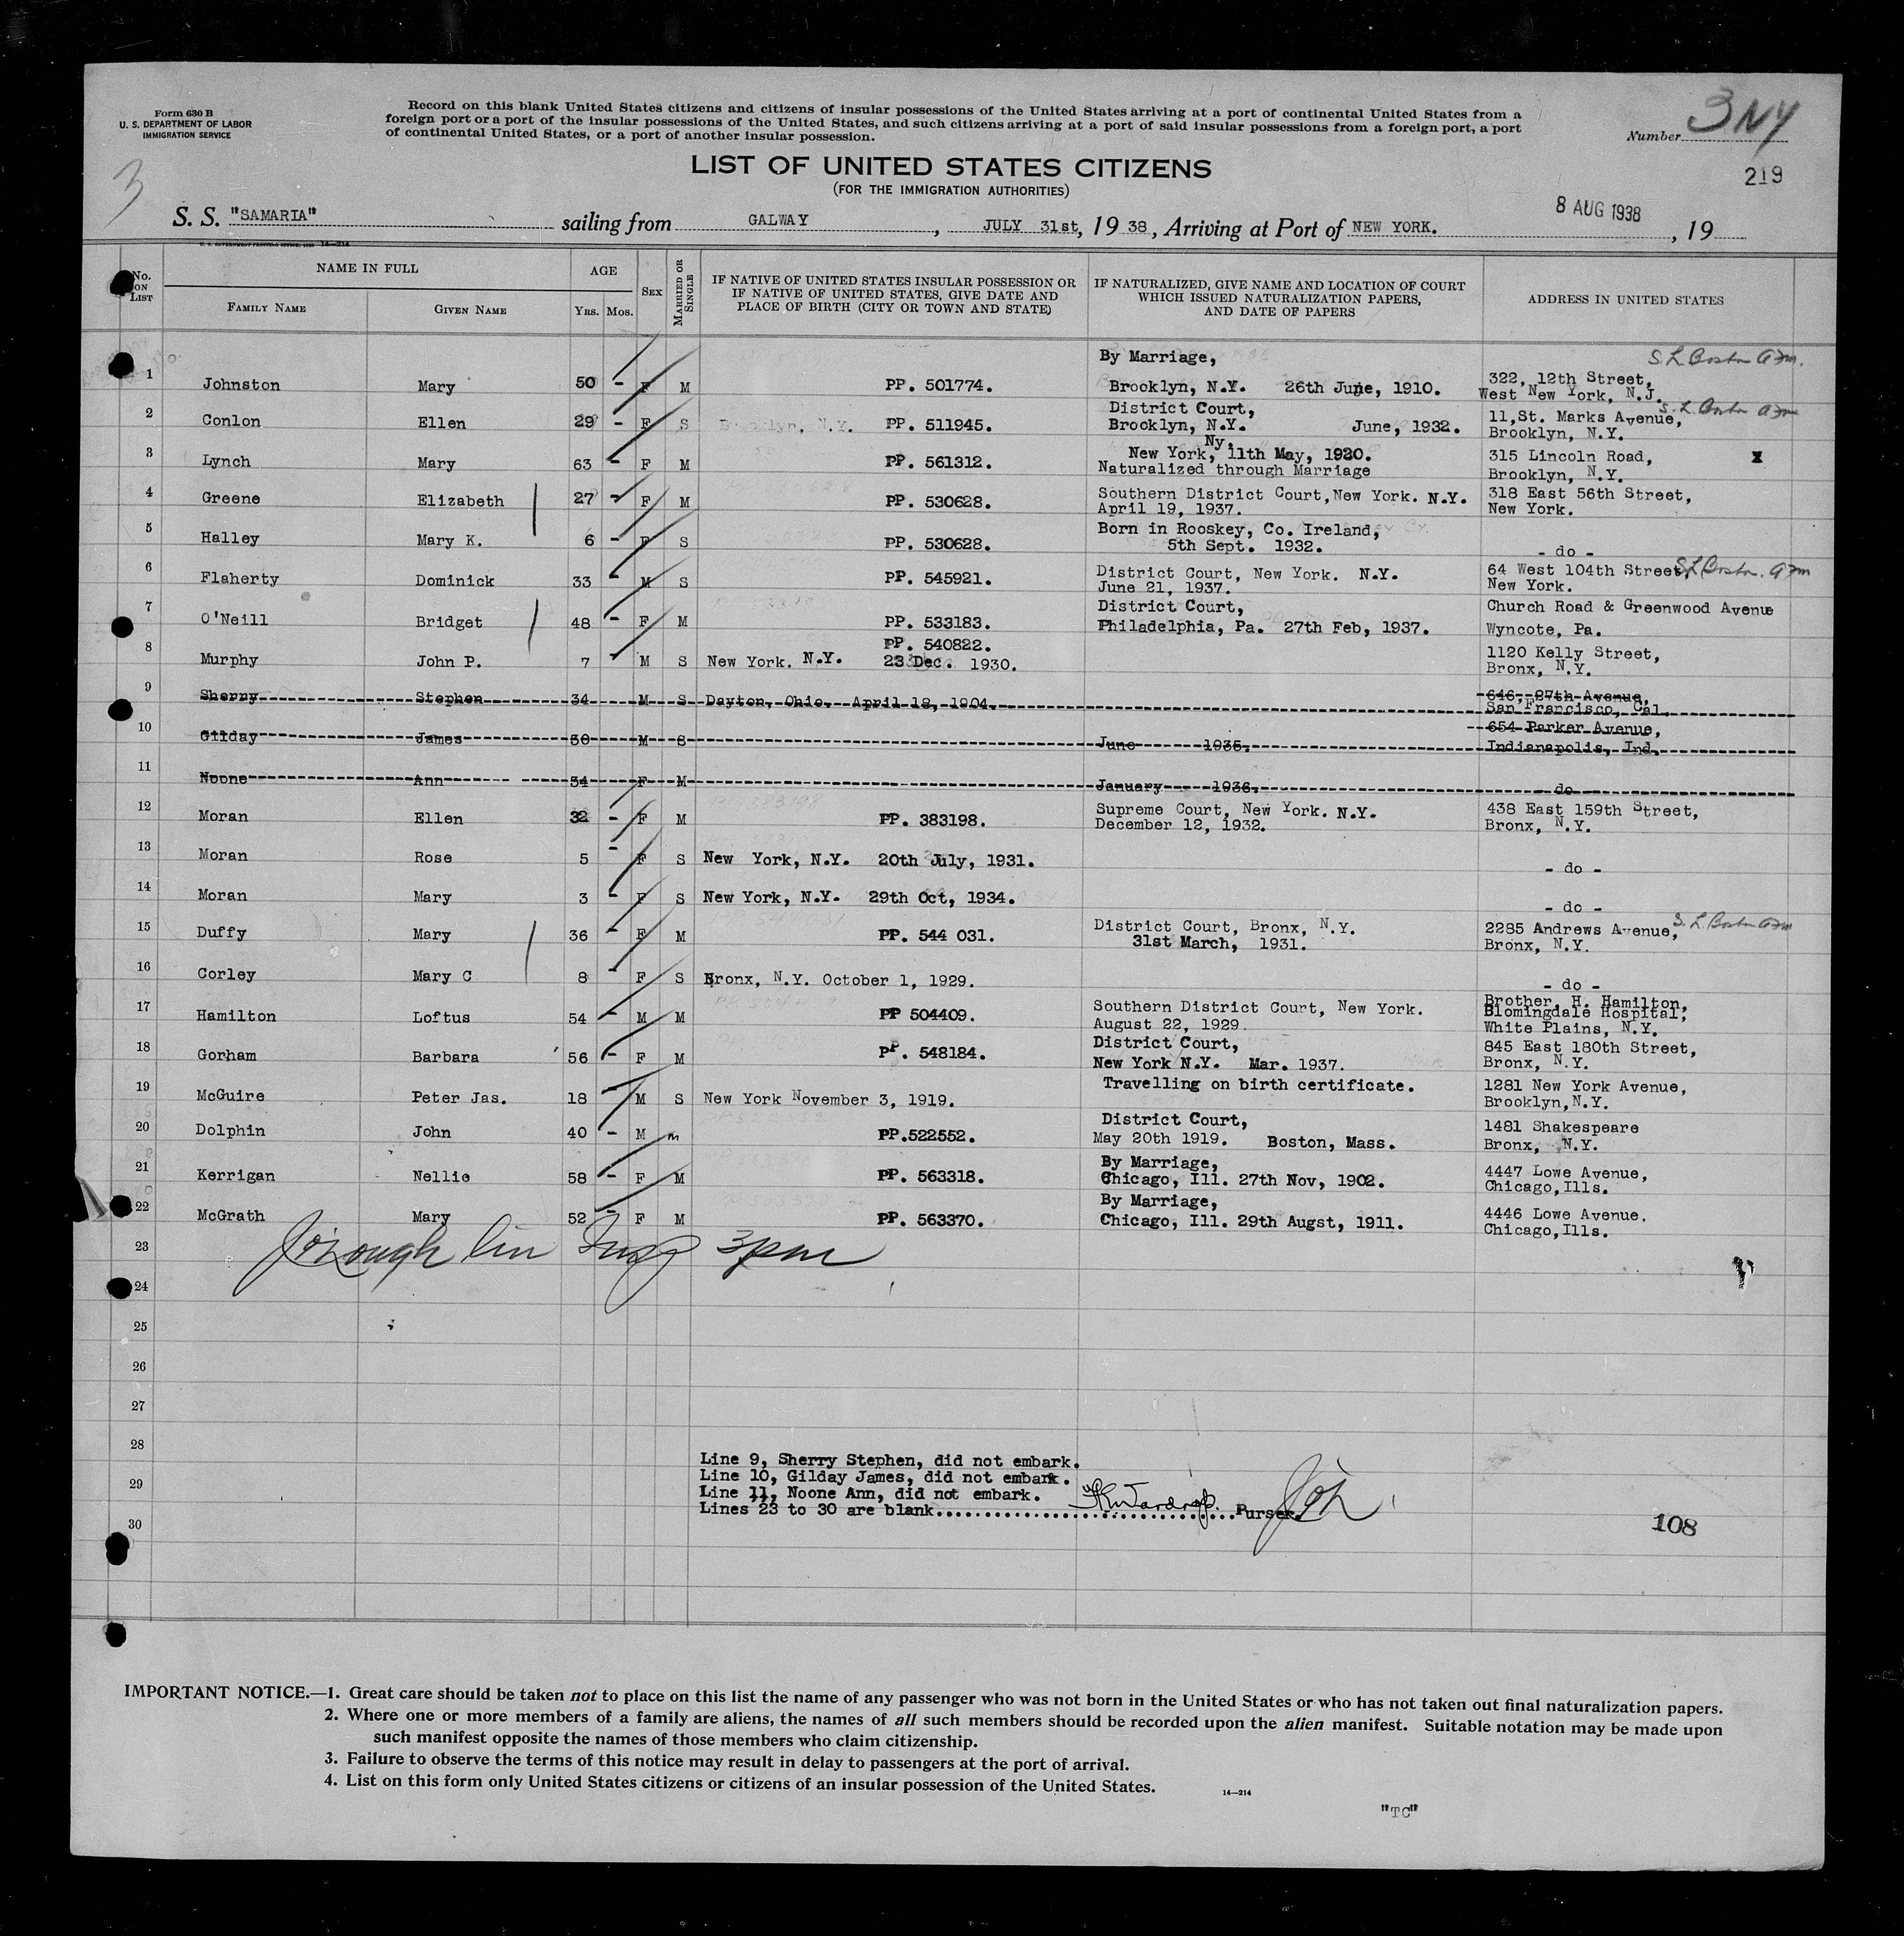 Form 630 B
U. S. DEPARTMENT OF LABOR
IMMIGRATION SERVICE
Record on this blank United States citizens and citizens of insular possessions of the United States arriving at a port of continental United States from a
foreign port or a port of the insular possessions of the United States, and such citizens arriving at a port of said insular possessions from a foreign port, a port
of continental United States, or a port of another insular possession.
Number 3 NY
219
3
LIST OF UNITED STATES CITIZENS
(FOR THE IMMIGRATION AUTHORITIES)
S. S. "SAMARIA" sailing from GALWAY, JULY 31st, 19 38, Arriving at Port of NEW YORK. 8 AUG 1938, 19
No. ON LIST
NAME IN FULL
FAMILY NAME GIVEN NAME
AGE
YRS. MOS.
SEX
MARRIED OR SINGLE
IF NATIVE OF UNITED STATES INSULAR POSSESSION OR
IF NATIVE OF UNITED STATES, GIVE DATE AND
PLACE OF BIRTH (CITY OR TOWN AND STATE)
IF NATURALIZED, GIVE NAME AND LOCATION OF COURT
WHICH ISSUED NATURALIZATION PAPERS,
AND DATE OF PAPERS
ADDRESS IN UNITED STATES
By Marriage, S. L. Boston
1 Johnston Mary 50 - F M PP. 501774. Brooklyn, N.Y. 26th June, 1910. 322, 12th Street,
West New York, N.J.
District Court, S. L. Boston
2 Conlon Ellen 29 - F S PP. 511945. Brooklyn, N.Y. June, 1932. 11,St. Marks Avenue,
Brooklyn, N.Y.
Ny.
3 Lynch Mary 63 - F M PP. 561312. New York, 11th May, 1920. 315 Lincoln Road, X
Naturalized through Marriage Brooklyn, N.Y.
4 Greene Elizabeth 27 - F M PP. 530628. Southern District Court,New York. N.Y. 318 East 56th Street,
April 19, 1937. New York.
5 Halley Mary K. 6 - F S PP. 530628. Born in Rooskey, Co. Ireland,
5th Sept. 1932. - do -
6 Flaherty Dominick 33 - M S PP. 545921. District Court, New York. N.Y. 64 West 104th Street, S L Boston.
June 21, 1937. New York.
7 O'Neill Bridget 48 - F M PP. 533183. District Court, Church Road & Greenwood Avenue
Philadelphia, Pa. 27th Feb, 1937. Wyncote, Pa.
PP. 540822.
8 Murphy John P. 7 - M S New York. N.Y. 23 Dec. 1930. 1120 Kelly Street,
Bronx, N.Y.
9 Sherry Stephen 34 M S Dayton, Ohio, April 18, 1904. 646, 27th Avenue,
San Francisco, Cal.
10 Gilday James 30 M S June 1935. 654 Parker Avenue,
Indianapolis, Ind.
11 Noone Ann 34 F M January 1936. - do -
12 Moran Ellen 32 - F M PP. 383198. Supreme Court, New York. N.Y. 438 East 159th Street,
December 12, 1932. Bronx, N.Y.
13 Moran Rose 5 - F S New York, N.Y. 20th July, 1931. - do -
14 Moran Mary 3 - F S New York, N.Y. 29th Oct, 1934. - do -
15 Duffy Mary 36 - F M PP. 544 031. District Court, Bronx, N.Y. 2285 Andrews Avenue, S. L Boston
31st March, 1931. Bronx, N.Y.
16 Corley Mary C 8 - F S Bronx, N.Y. October 1, 1929. - do -
17 Hamilton Loftus 54 - M M PP 504409. Southern District Court, New York. Brother, H. Hamilton,
Blomingdale Hospital,
August 22, 1929. White Plains, N.Y.
18 Gorham Barbara 56 - F M PP. 548184. District Court, 845 East 180th Street,
New York N.Y. Mar. 1937. Bronx, N.Y.
19 McGuire Peter Jas. 18 - M S New York November 3, 1919. Travelling on birth certificate. 1281 New York Avenue,
Brooklyn,N.Y.
20 Dolphin John 40 - M m PP.522552. District Court, 1481 Shakespeare
May 20th 1919. Boston, Mass. Bronx, N.Y.
21 Kerrigan Nellie 58 - F M PP. 563318. By Marriage, 4447 Lowe Avenue,
Chicago, Ill. 27th Nov, 1902. Chicago,Ills.
22 McGrath Mary 52 - F M PP. 563370. By Marriage, 4446 Lowe Avenue.
Chicago, Ill. 29th Augst, 1911. Chicago,Ills.
23 3pm
24
25
26
27
28
Line 9, Sherry Stephen, did not embark.
29 Line 10, Gilday James, did not embark.
Line 11, Noone Ann, did not embark.
30 Lines 23 to 30 are blank Purser.
108
IMPORTANT NOTICE.—1. Great care should be taken not to place on this list the name of any passenger who was not born in the United States or who has not taken out final naturalization papers.
2. Where one or more members of a family are aliens, the names of all such members should be recorded upon the alien manifest. Suitable notation may be made upon
such manifest opposite the names of those members who claim citizenship.
3. Failure to observe the terms of this notice may result in delay to passengers at the port of arrival.
4. List on this form only United States citizens or citizens of an insular possession of the United States.
14—214
"TC"